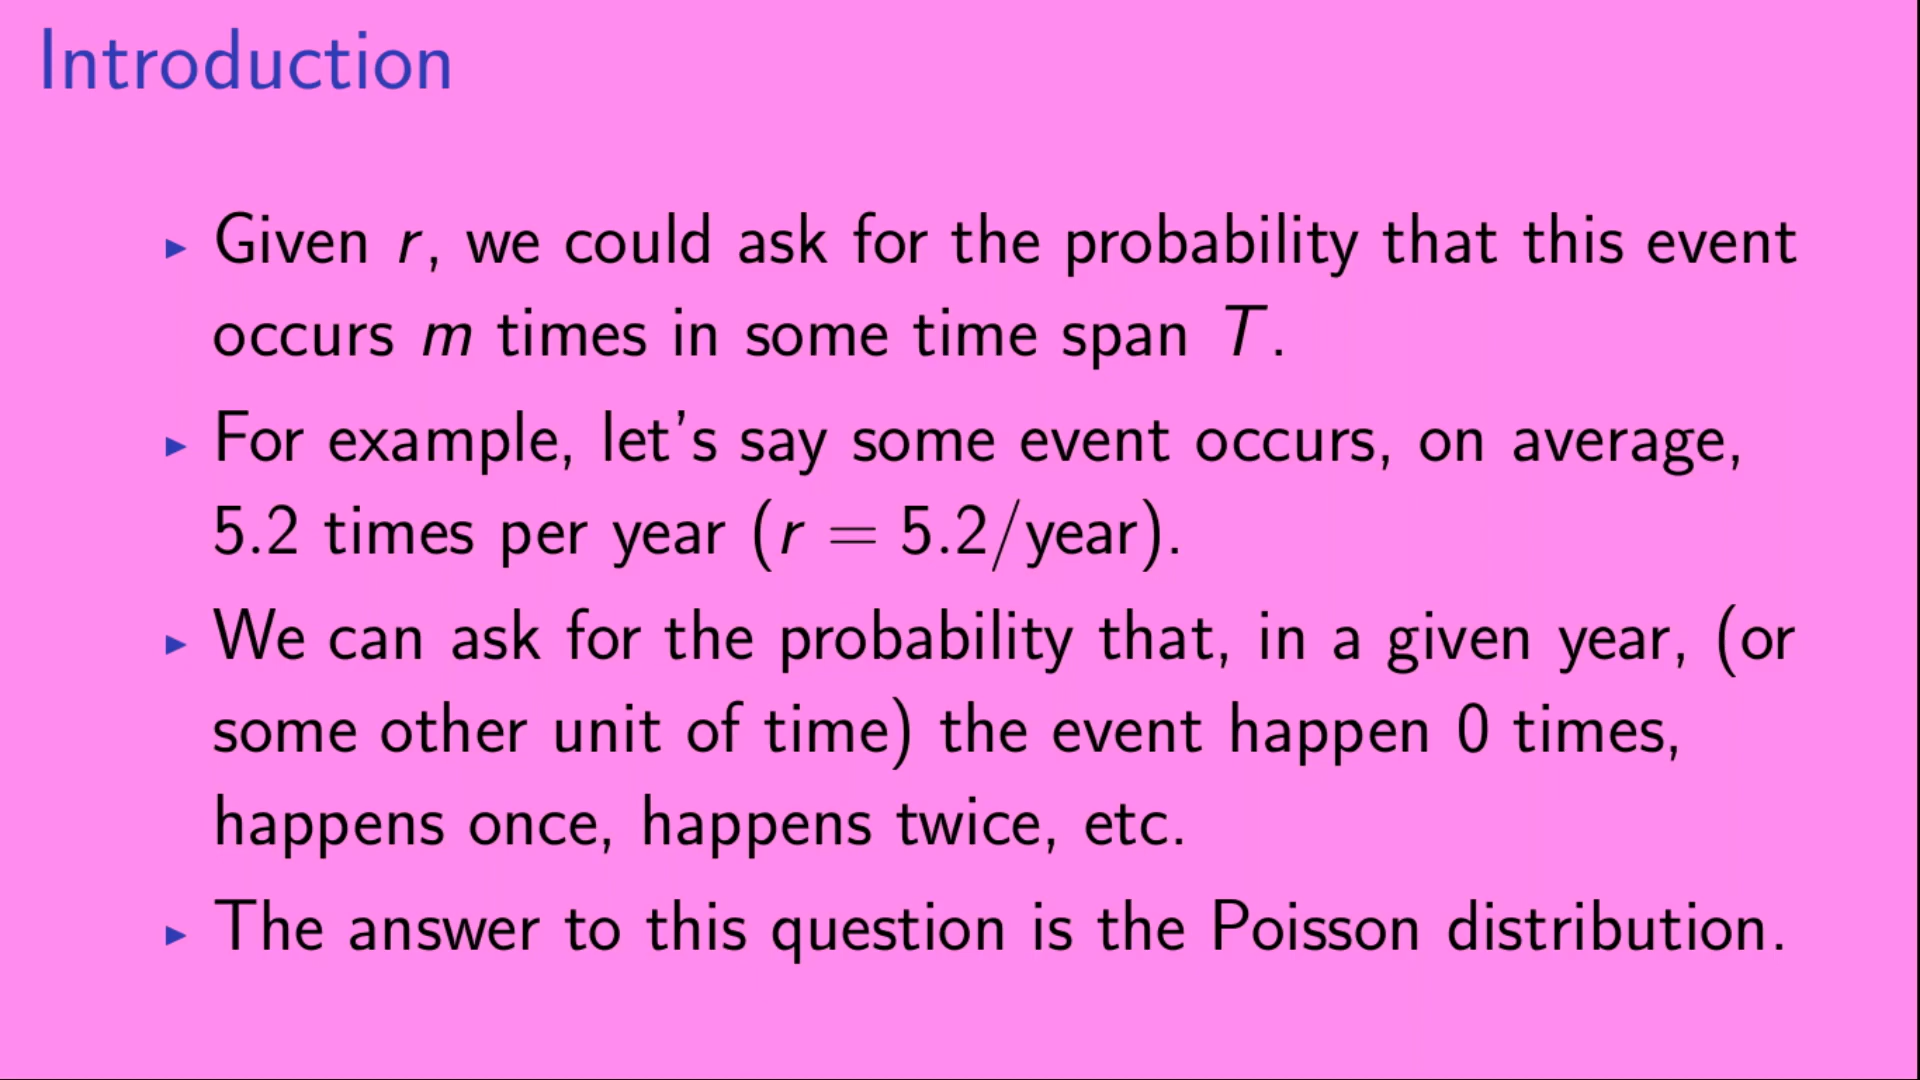 Introduction
▸ Given r, we could ask for the probability that this event
occurs m times in some time span T.
▸ For example, let's say some event occurs, on average,
5.2 times per year (r = 5.2/year).
▸ We can ask for the probability that, in a given year, (or
some other unit of time) the event happen 0 times,
happens once, happens twice, etc.
▸ The answer to this question is the Poisson distribution.